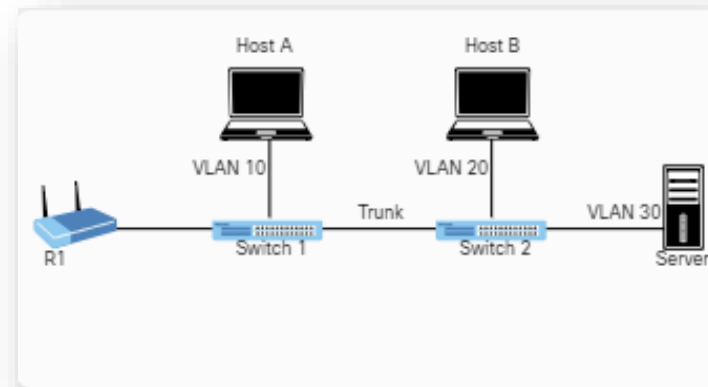 Host A
Host B
VLAN 10
VLAN 20
Trunk
VLAN 30
R1
Switch 1
Switch 2
Server